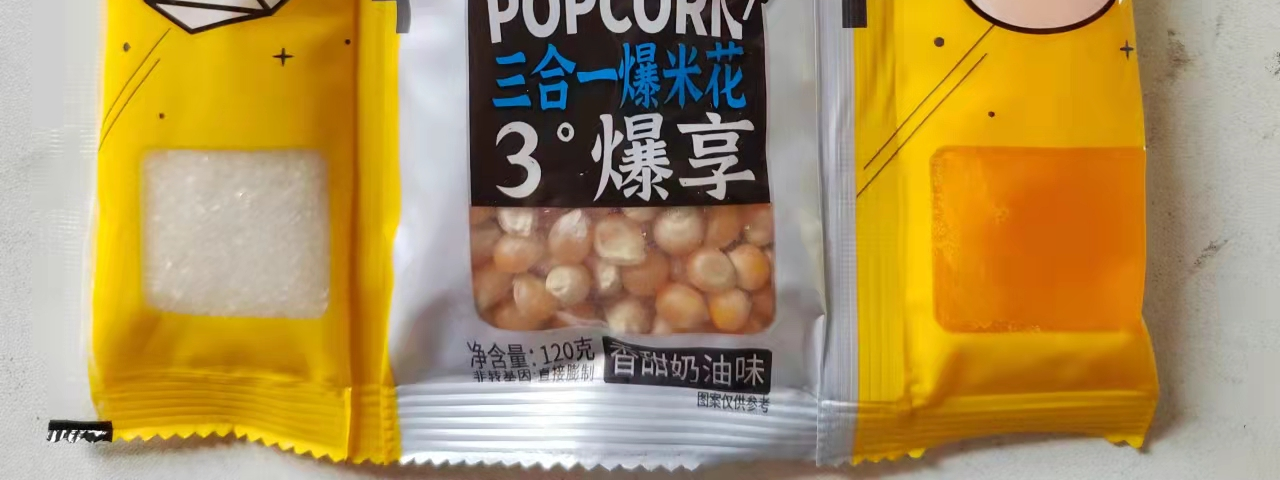 POPCORN
三合一爆米花
3°爆享
净含量:120克
非转基因·直接膨制
香甜奶油味
图案仅供参考